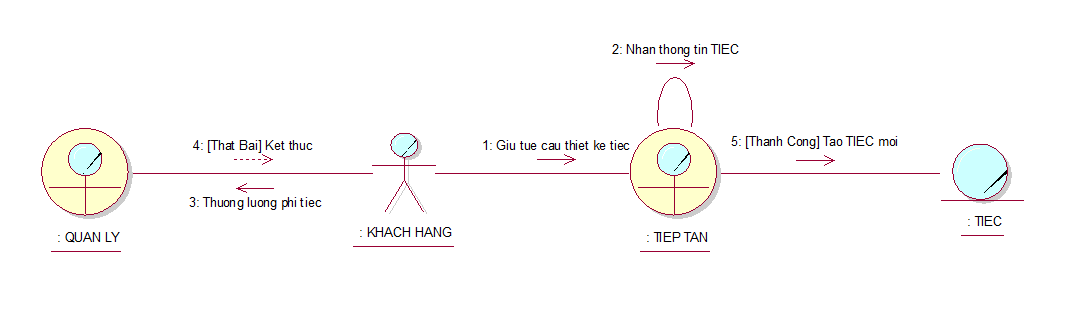 2: Nhan thong tin TIEC
4: [That Bai] Ket thuc
1: Giu tue cau thiet ke tiec
5: [Thanh Cong] Tao TIEC moi
3: Thuong luong phi tiec
: QUAN LY
: KHACH HANG
: TIEP TAN
: TIEC